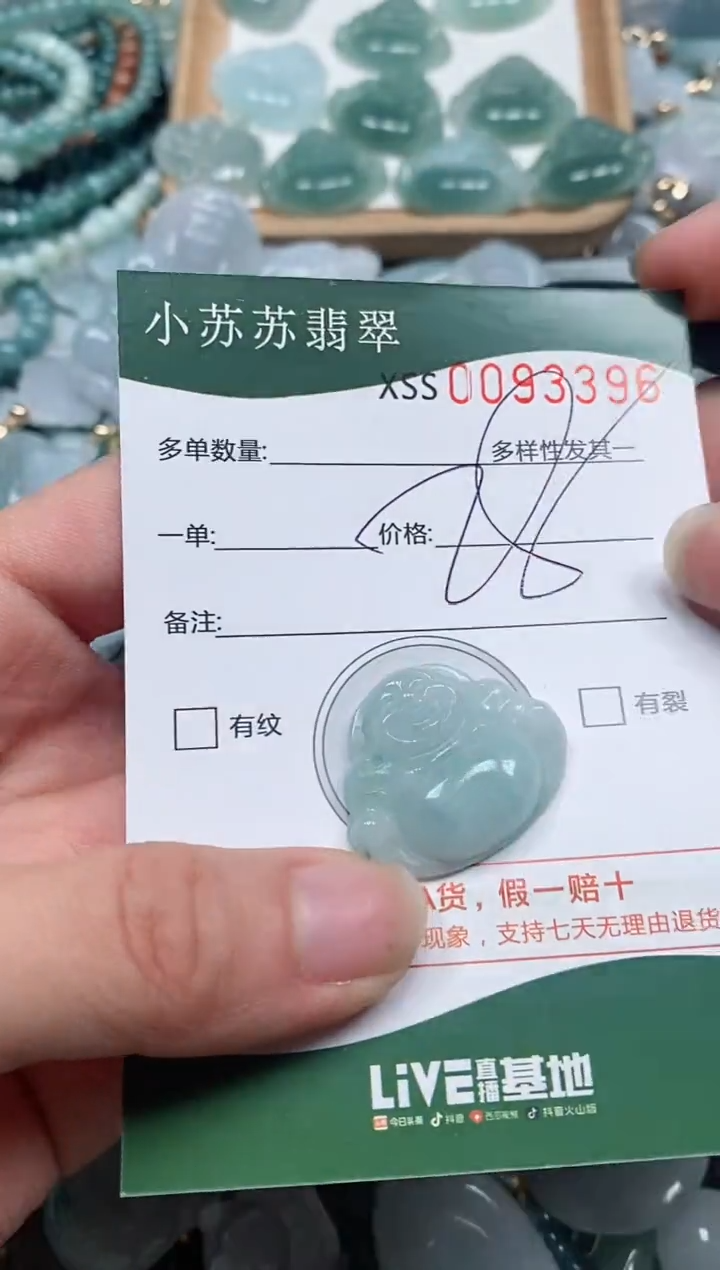 小苏苏翡翠
XSS 0093396
多单数量: 多样性发其一
一单: 价格:
备注:
有纹 有裂
A货，假一赔十
现象，支持七天无理由退货
LiVE直播基地
今日头条 抖音 西瓜视频 抖音火山版